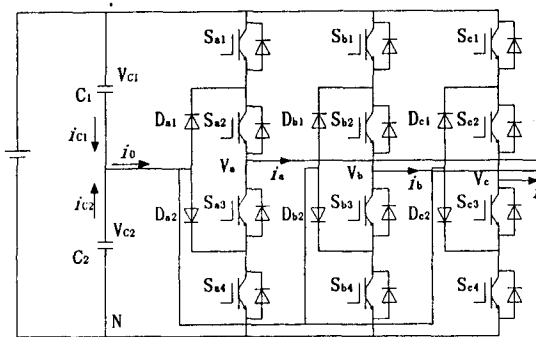 Sa1
Sb1
Sc1
VC1
C1
Da1
Sa2
Db1
Sb2
Dc1
Sc2
iC1
i0
Va
ia
Vb
ib
Vc
iC2
Da2
Sa3
Db2
Sb3
Dc2
Sc3
VC2
C2
Sa4
Sb4
Sc4
N